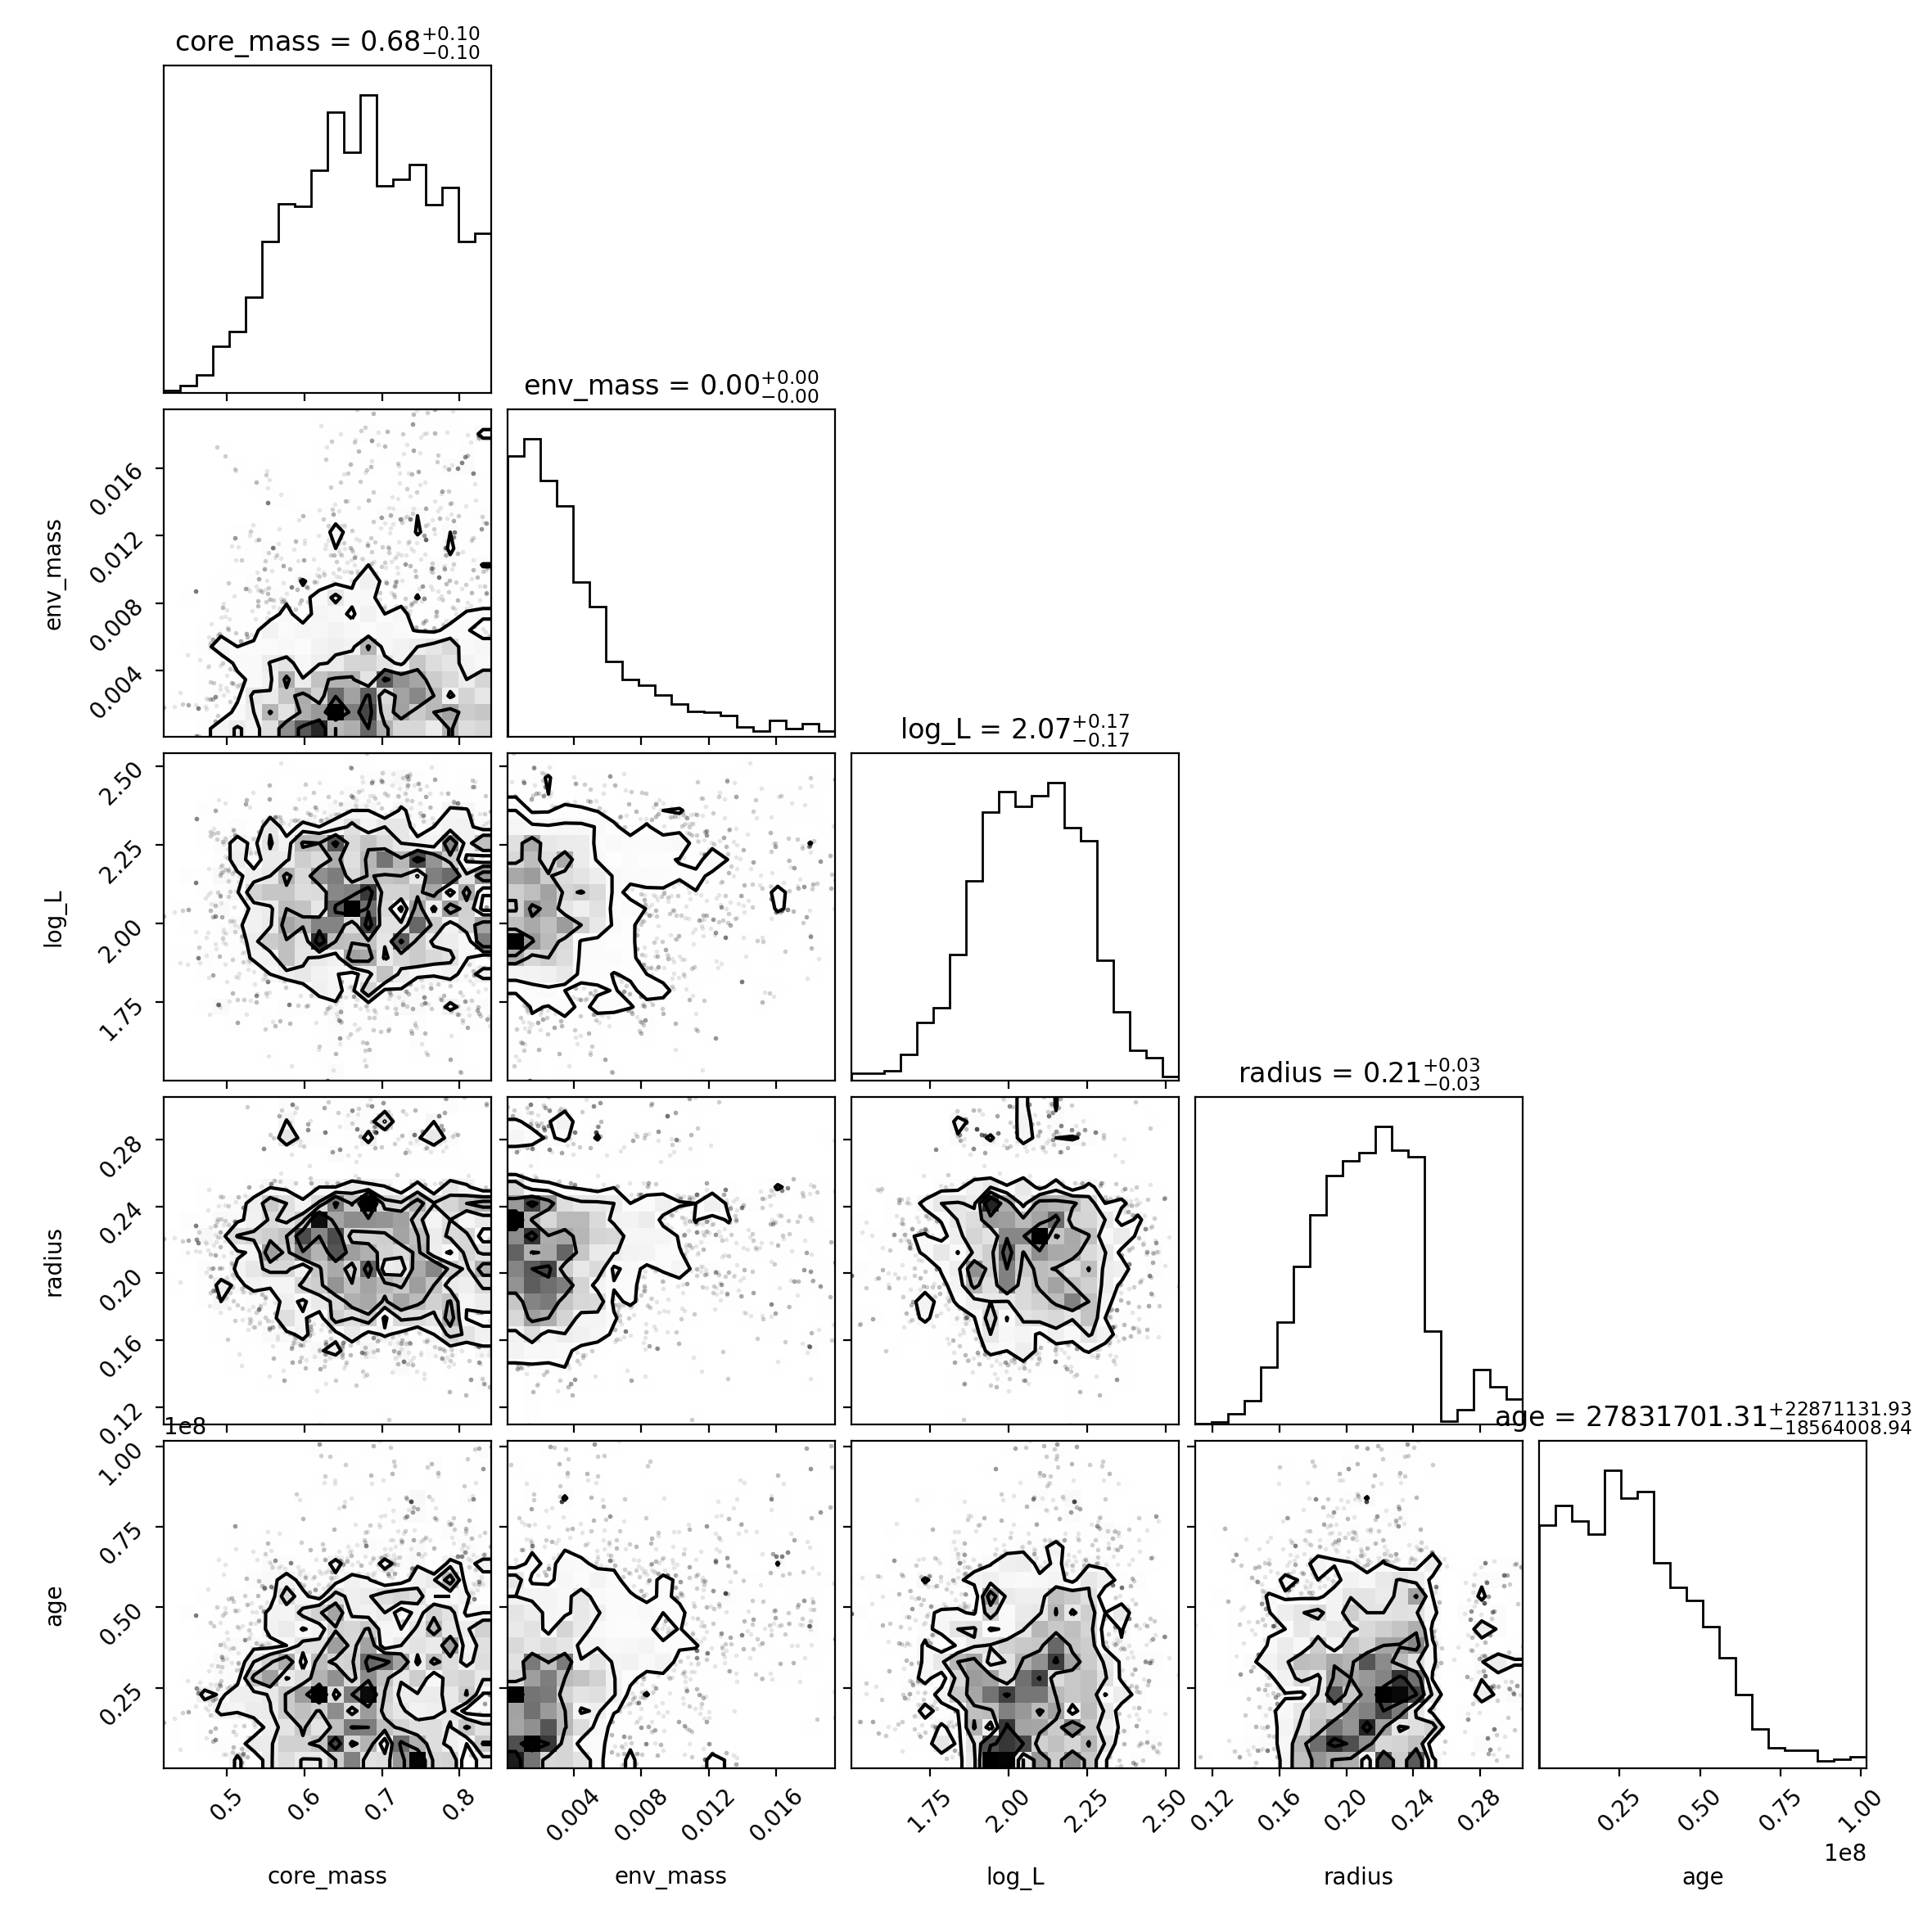 core_mass = 0.68+0.10 −0.10
env_mass = 0.00+0.00 −0.00
0.016
0.012
0.008
0.004
env_mass
log_L = 2.07+0.17 −0.17
2.50
2.25
2.00
1.75
log_L
radius = 0.21+0.03 −0.03
0.28
0.24
0.20
0.16
0.12
radius
1e8
age = 27831701.31+22871131.93 −18564008.94
1.00
0.75
0.50
0.25
age
0.5 0.6 0.7 0.8 0.004 0.008 0.012 0.016 1.75 2.00 2.25 2.50 0.12 0.16 0.20 0.24 0.28 0.25 0.50 0.75 1.00
1e8
core_mass env_mass log_L radius age